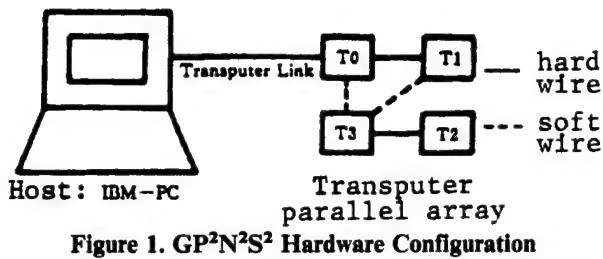 T0
T1
hard
wire
Transputer Link
T3
T2
soft
wire
Host: IBM-PC
Transputer
parallel array
Figure 1. GP²N²S² Hardware Configuration